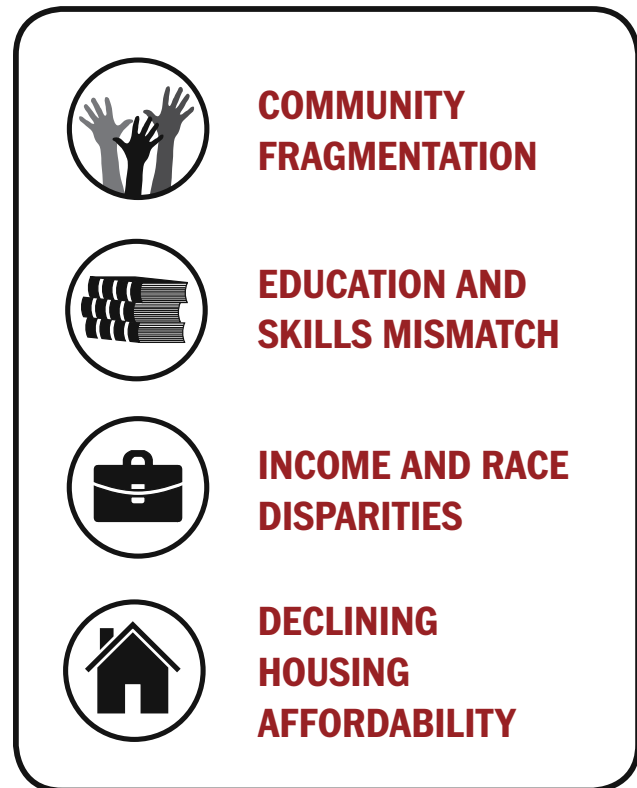 COMMUNITY
FRAGMENTATION
EDUCATION AND
SKILLS MISMATCH
INCOME AND RACE
DISPARITIES
DECLINING
HOUSING
AFFORDABILITY